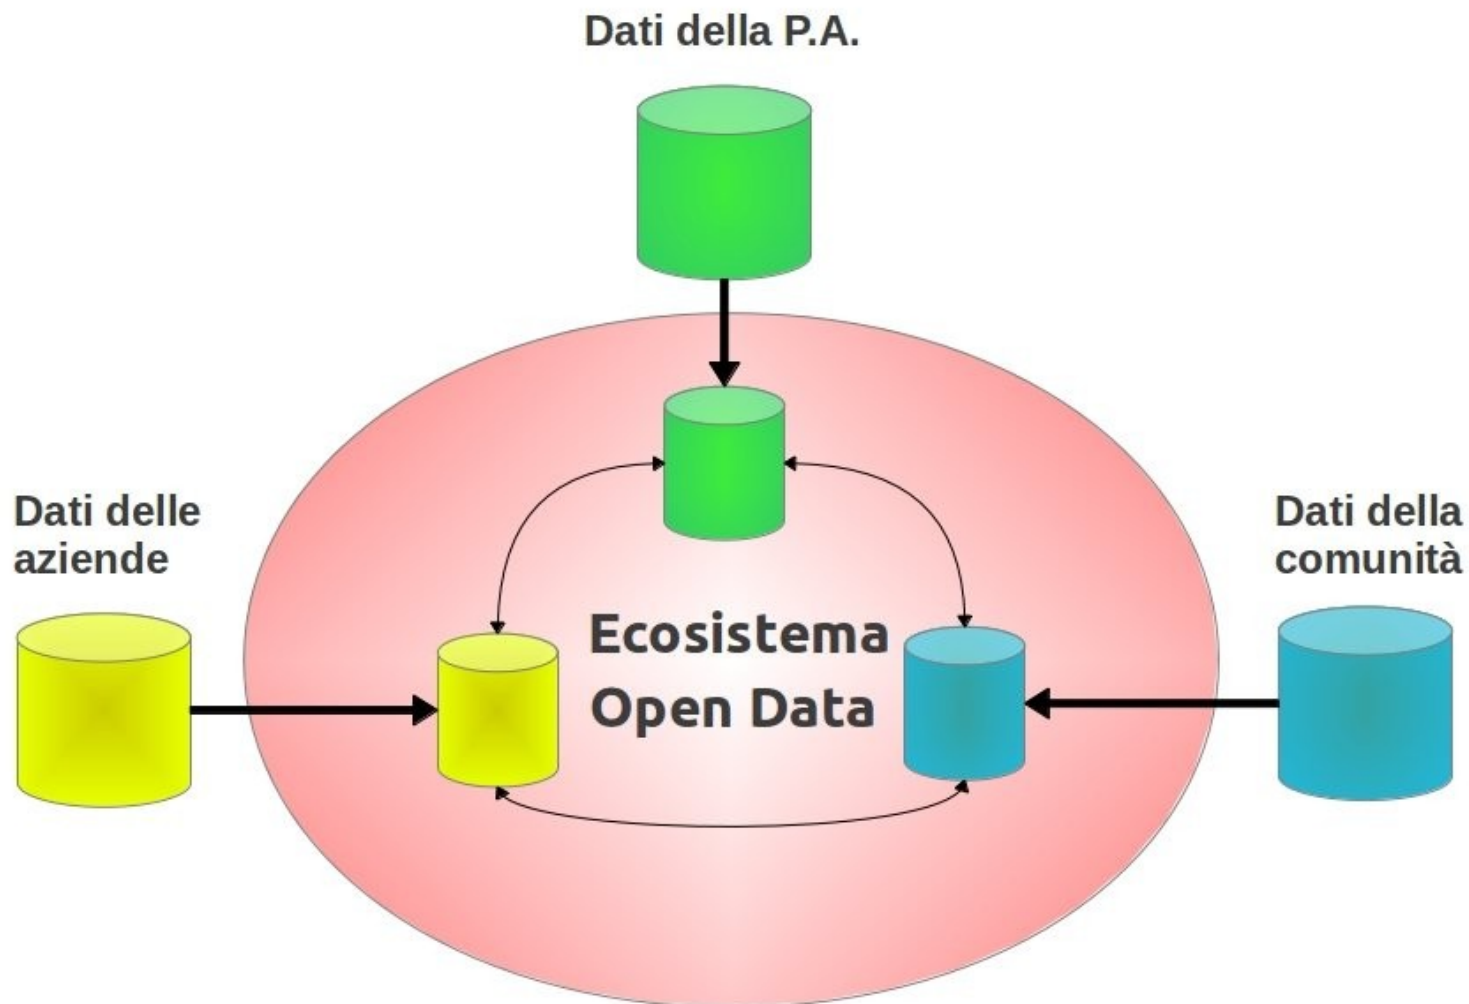 Dati della P.A.
Dati delle
aziende
Dati della
comunità
Ecosistema
Open Data